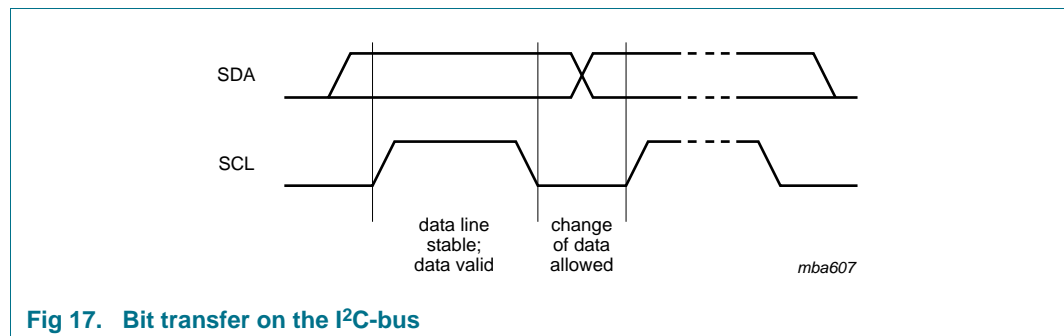 SDA
SCL
data line
stable;
data valid
change
of data
allowed
mba607
Fig 17. Bit transfer on the I²C-bus